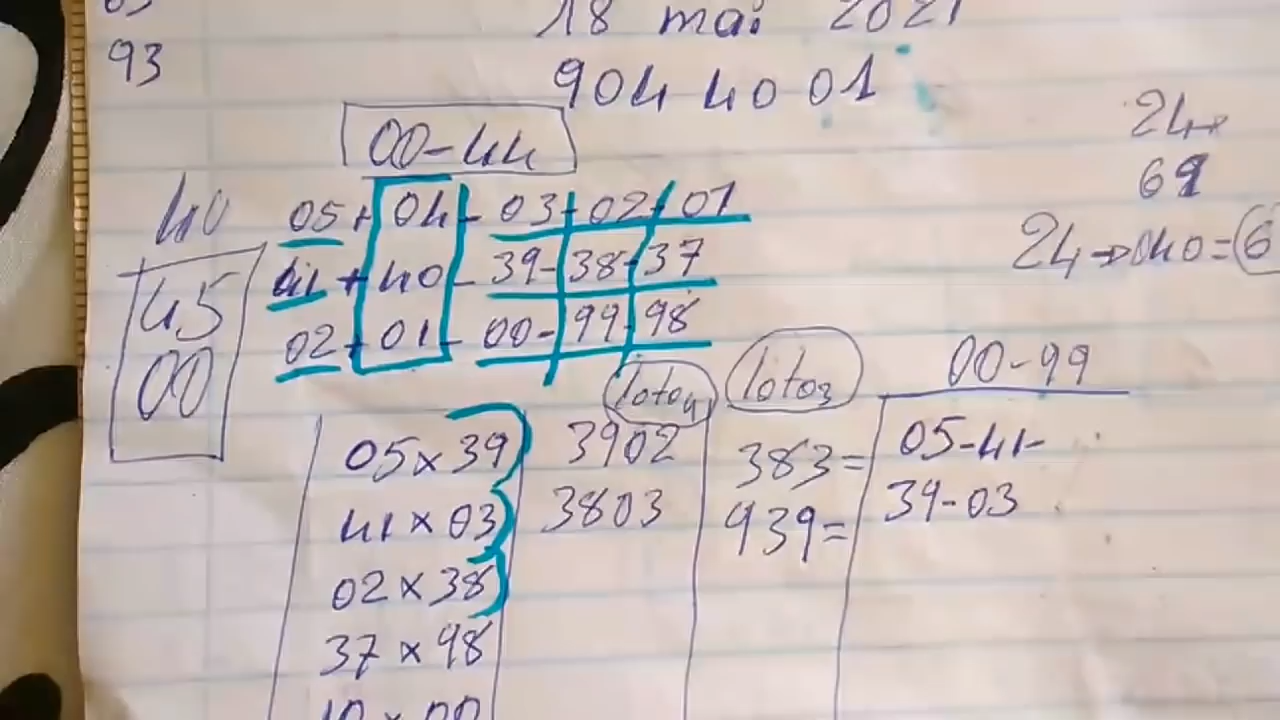 93
18 mai 2021
904 40 01
00-44
24
69
24→040=6
40
45
00
05+04-03+02+01
41+40-39-38-37
02+01-00-99-98
loto4
loto3
00-99
05x39
41x03
02x38
37x98
10x00
3902
3803
383=
939=
05-41-
39-03